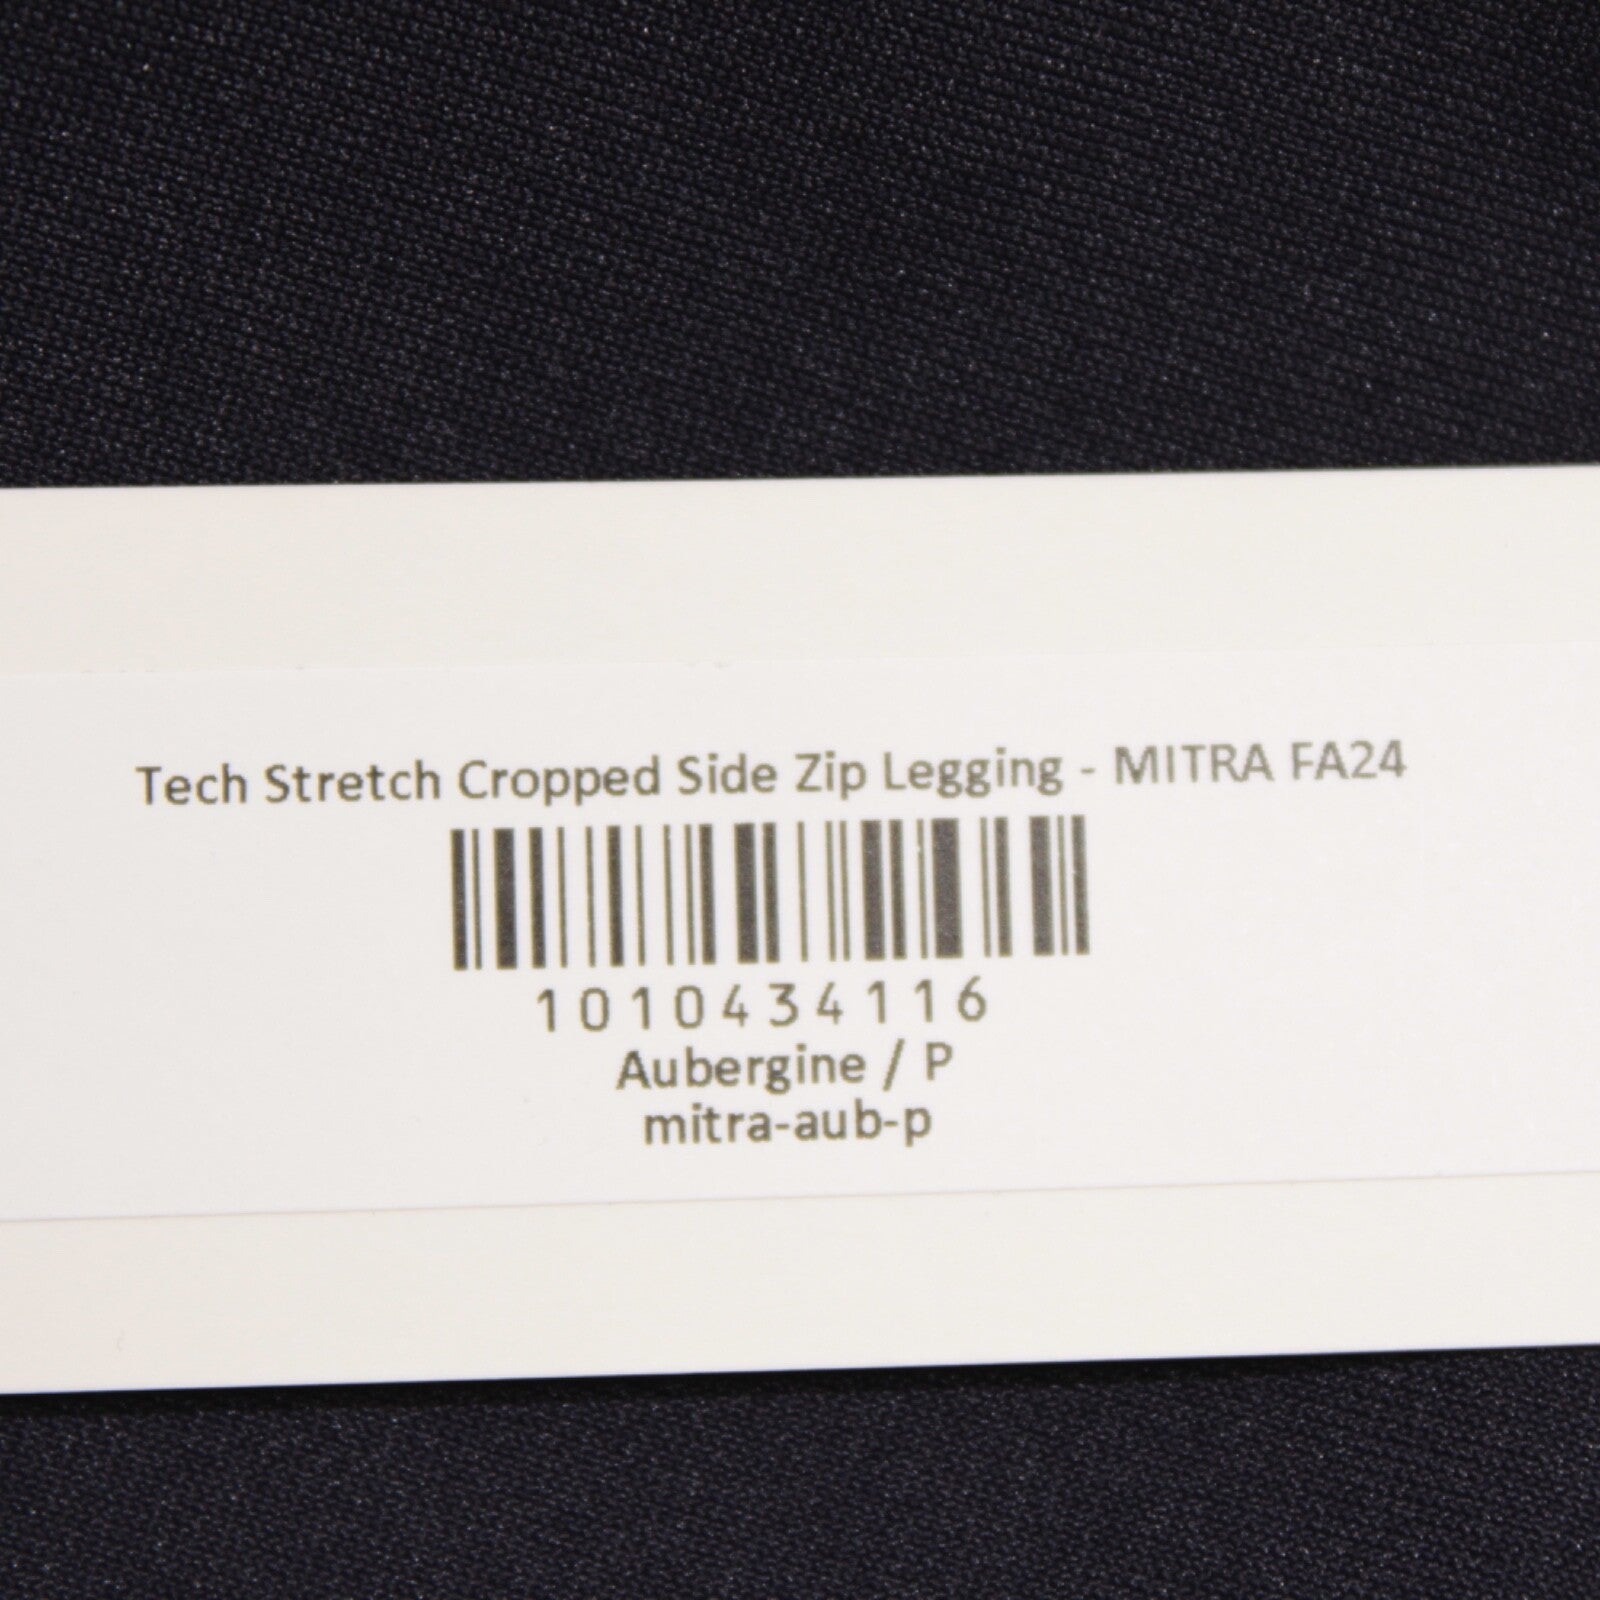 Tech Stretch Cropped Side Zip Legging - MITRA FA24
1010434116
Aubergine / P
mitra-aub-p